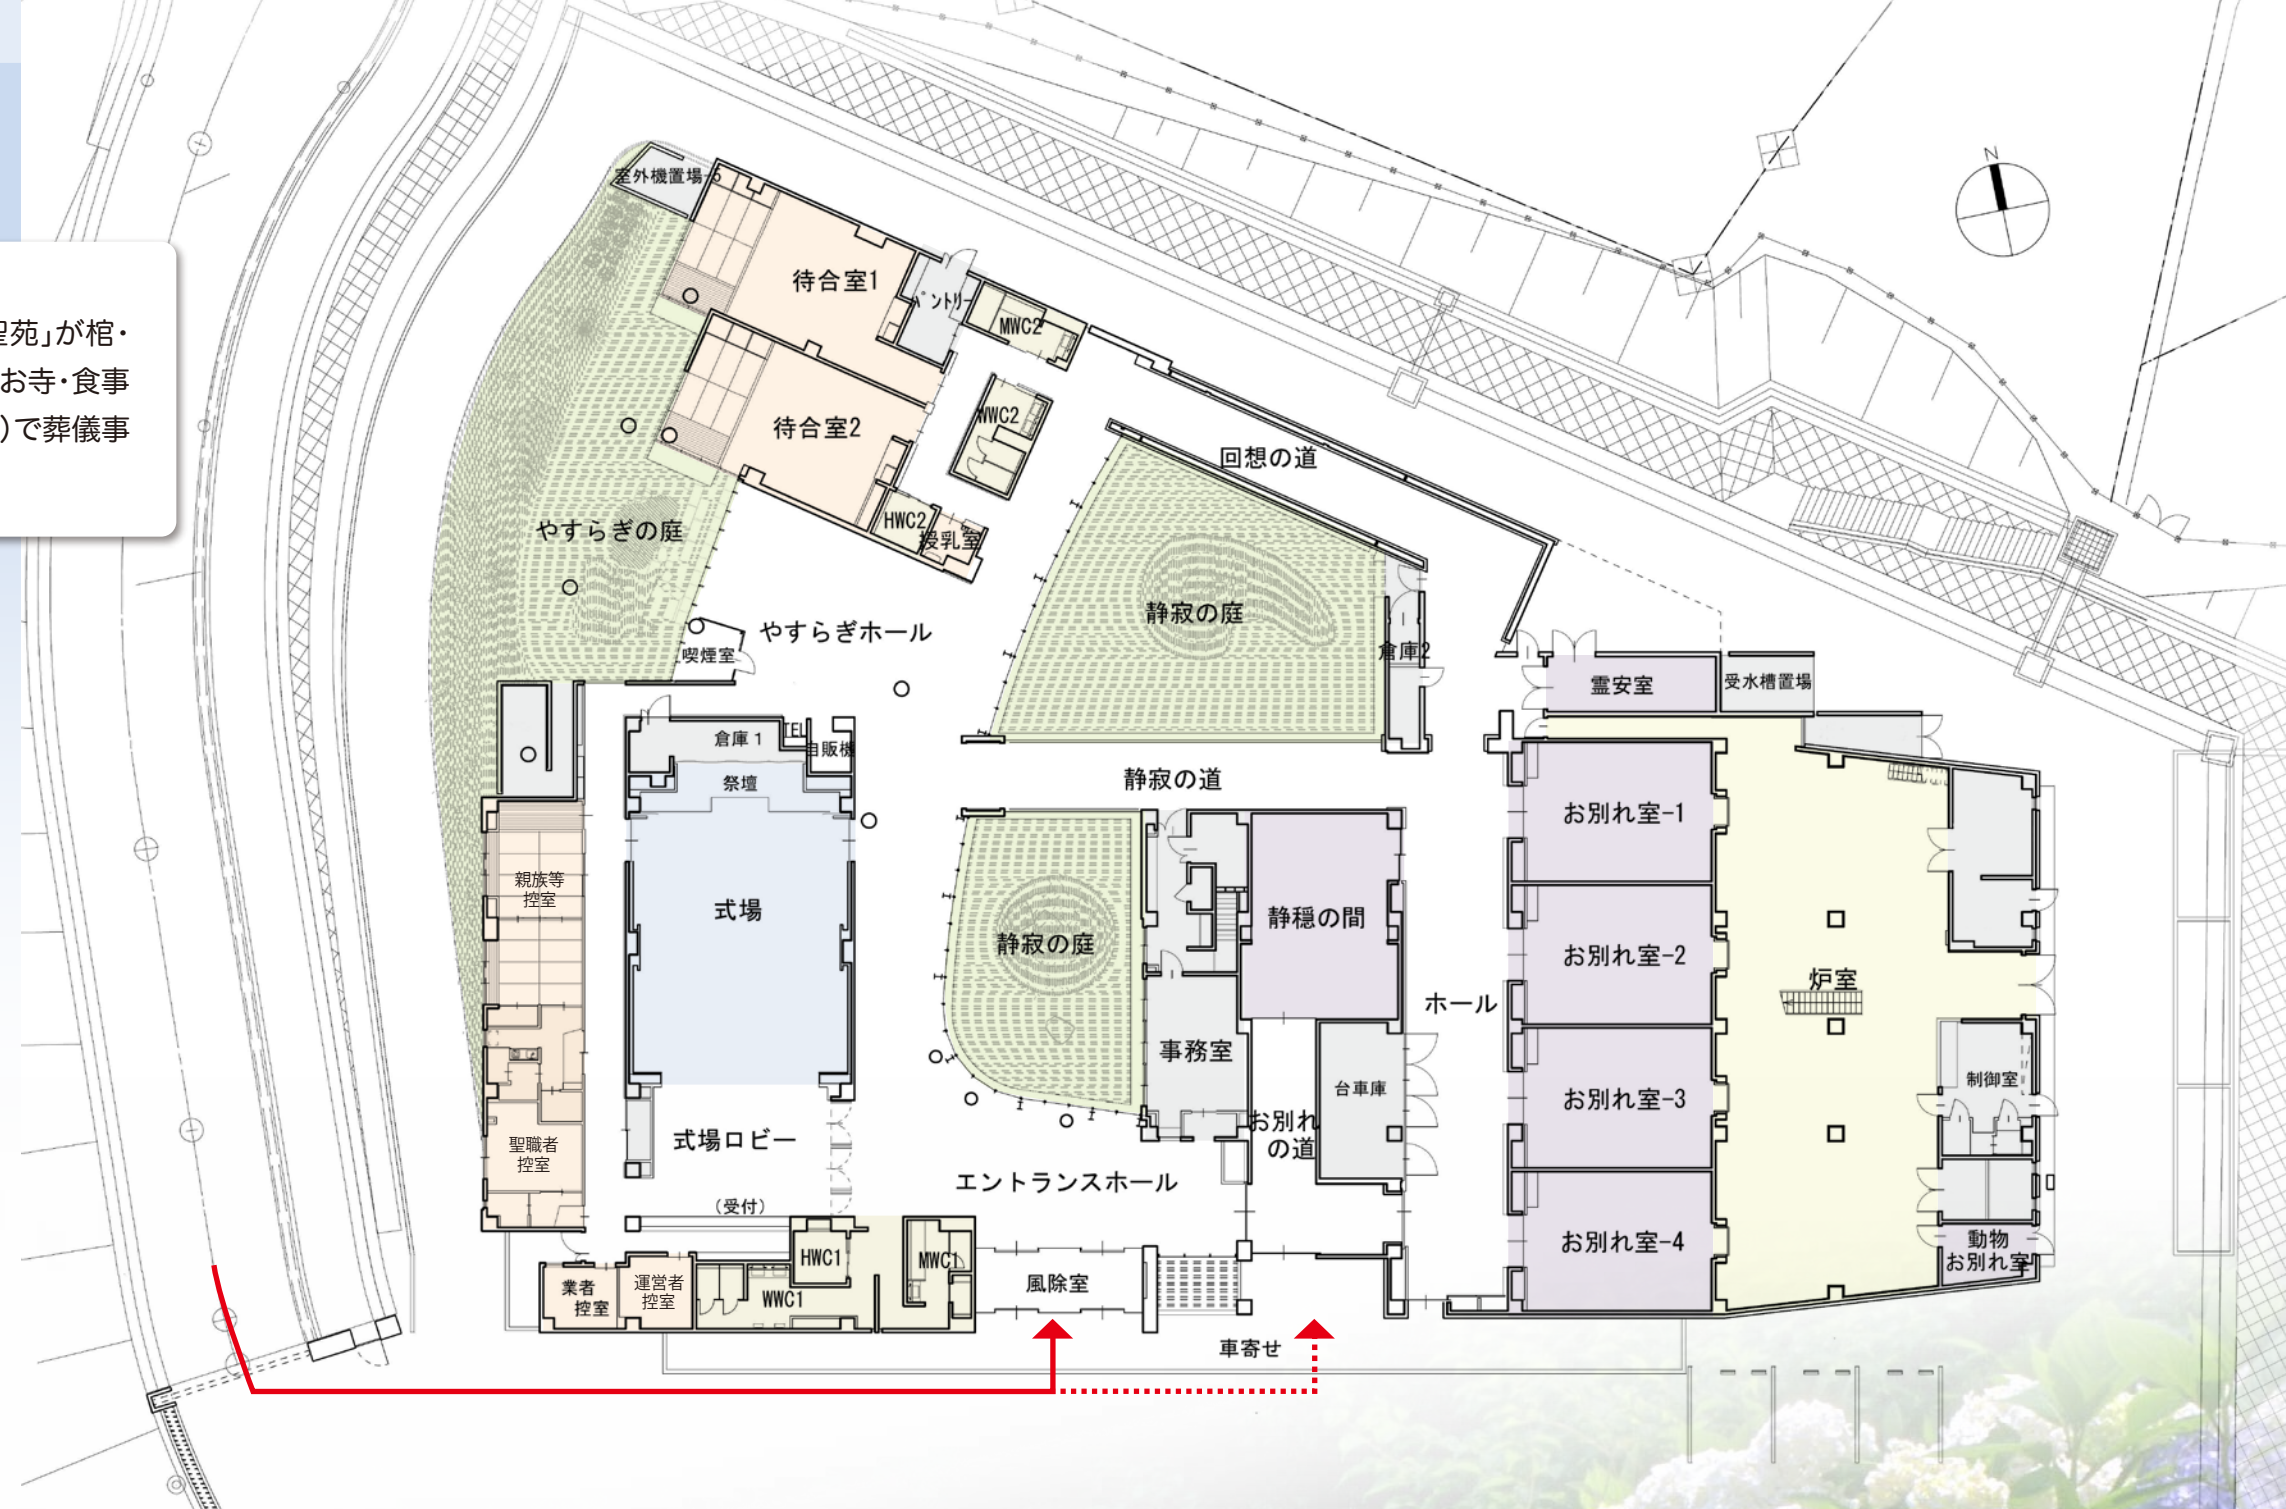 聖苑」が棺・
お寺・食事
)で葬儀事
N
室外機置場-5
待合室1
パントリー
MWC2
待合室2
WWC2
HWC2
授乳室
回想の道
やすらぎの庭
静寂の庭
やすらぎホール
喫煙室
倉庫2
霊安室
受水槽置場
倉庫1
TEL
自販機
祭壇
静寂の道
お別れ室-1
親族等
控室
式場
静寂の庭
静穏の間
お別れ室-2
炉室
ホール
事務室
台車庫
お別れ室-3
制御室
お別れ
の道
式場ロビー
聖職者
控室
エントランスホール
(受付)
お別れ室-4
動物
お別れ室
HWC1
MWC1
風除室
業者
控室
運営者
控室
WWC1
車寄せ